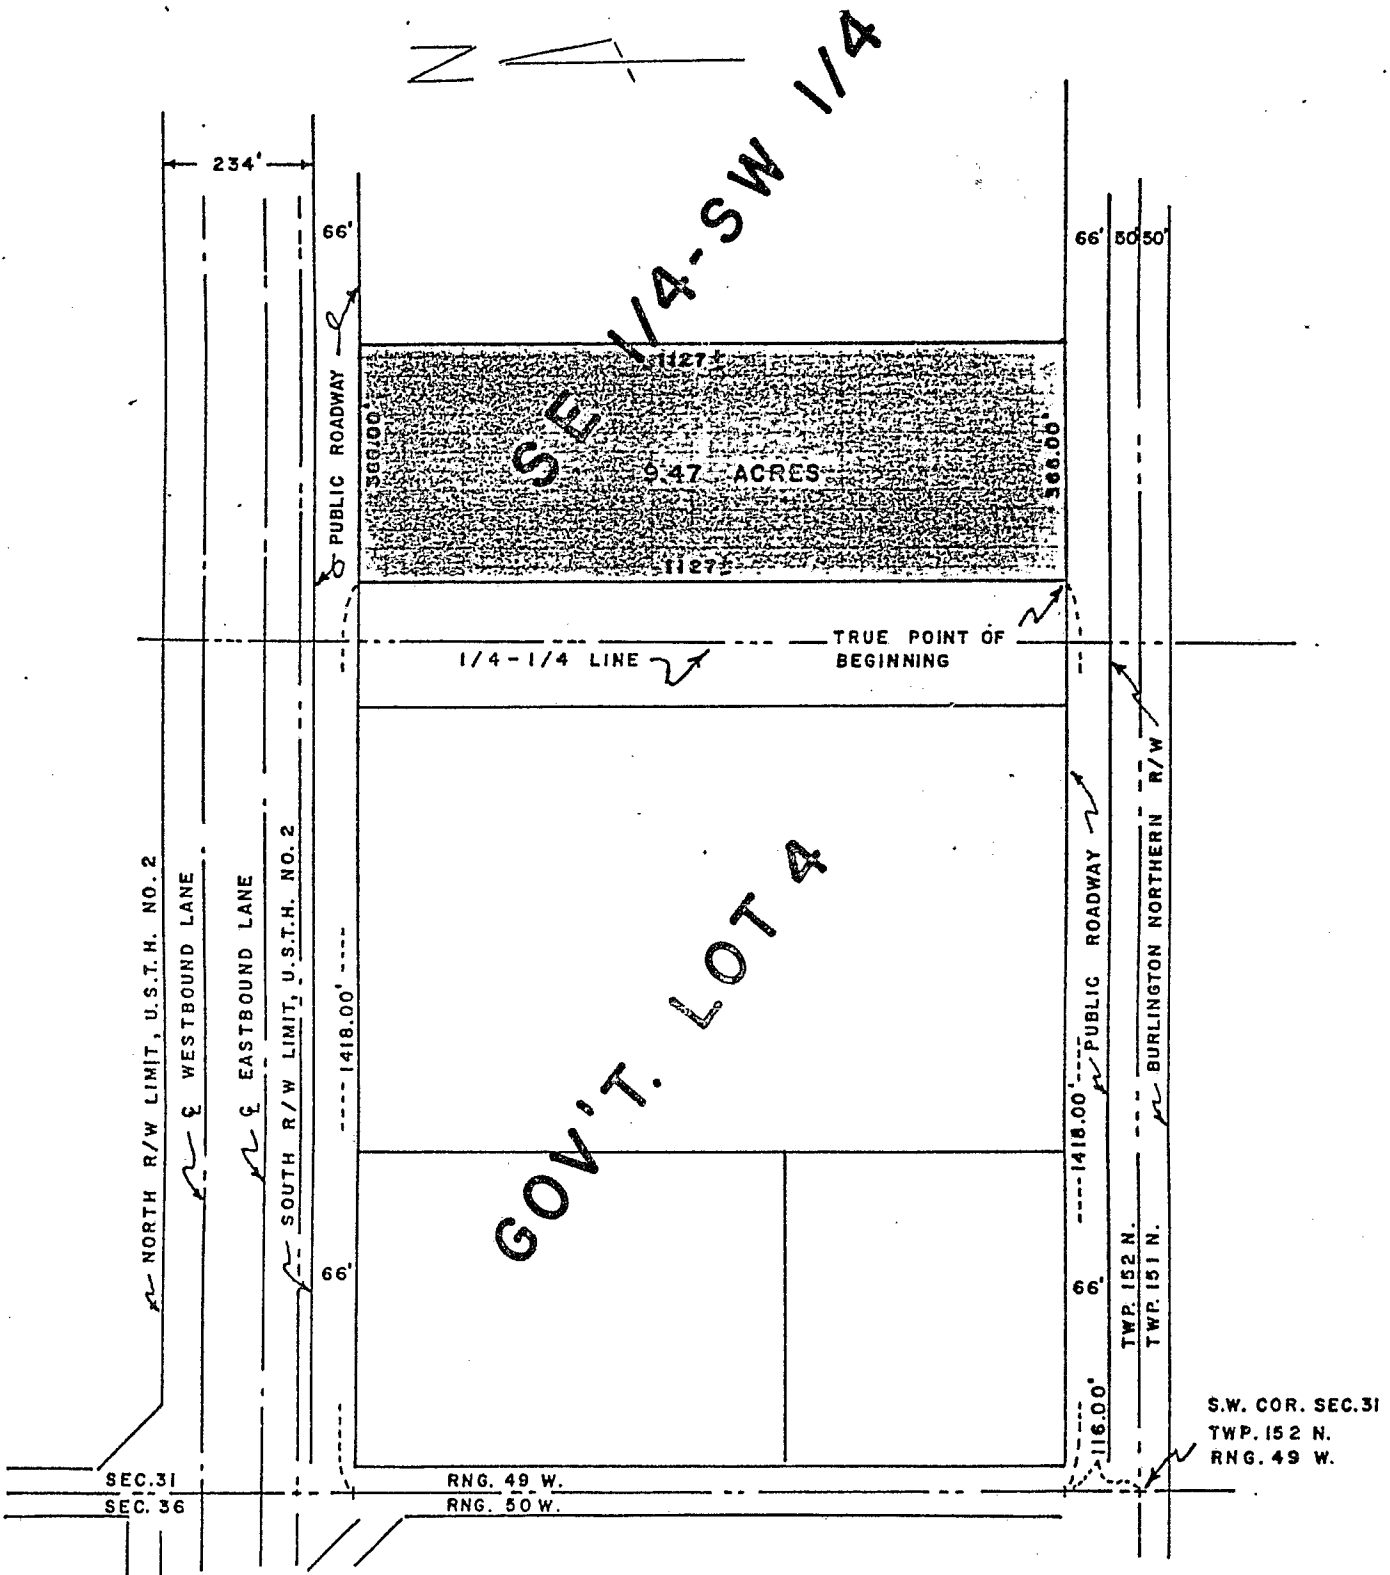 N
SE 1/4-SW 1/4
234'
66'
66' 50' 50'
PUBLIC ROADWAY
1127'±
366.00'
9.47 ACRES
1127'±
TRUE POINT OF
BEGINNING
1/4-1/4 LINE
NORTH R/W LIMIT, U.S.T.H. NO. 2
℄ WESTBOUND LANE
℄ EASTBOUND LANE
SOUTH R/W LIMIT, U.S.T.H. NO. 2
1418.00'
GOV'T. LOT 4
1418.00'
PUBLIC ROADWAY
BURLINGTON NORTHERN R/W
66'
66'
TWP. 152 N.
TWP. 151 N.
116.00'
S.W. COR. SEC. 31
TWP. 152 N.
RNG. 49 W.
SEC. 31
SEC. 36
RNG. 49 W.
RNG. 50 W.